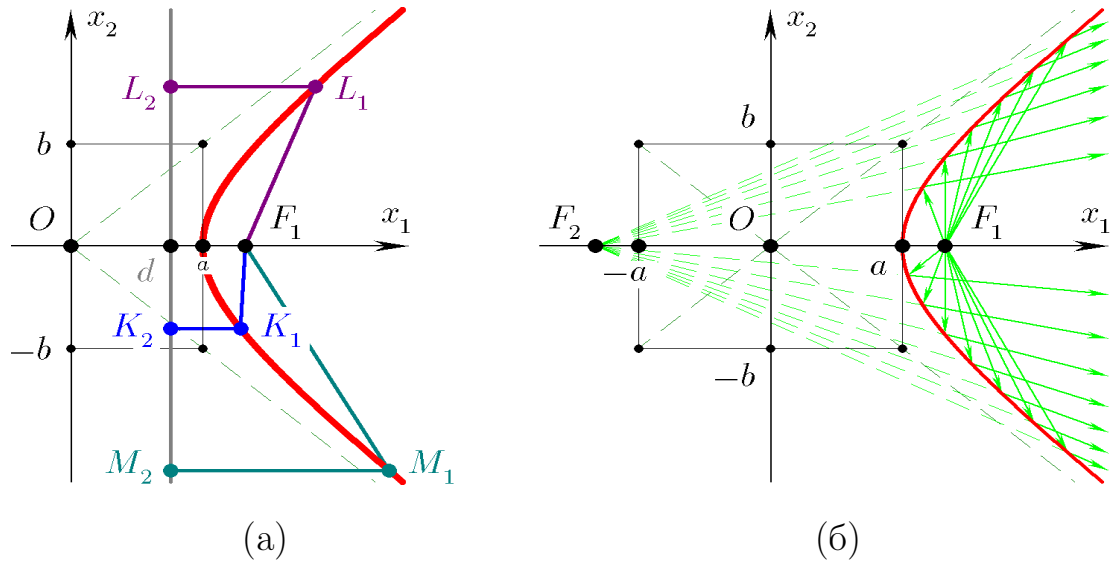 x₂
L₂ L₁
b
O F₁ x₁
d a
K₂ K₁
−b
M₂ M₁
(а)
x₂
b
F₂ O F₁ x₁
−a a
−b
(б)